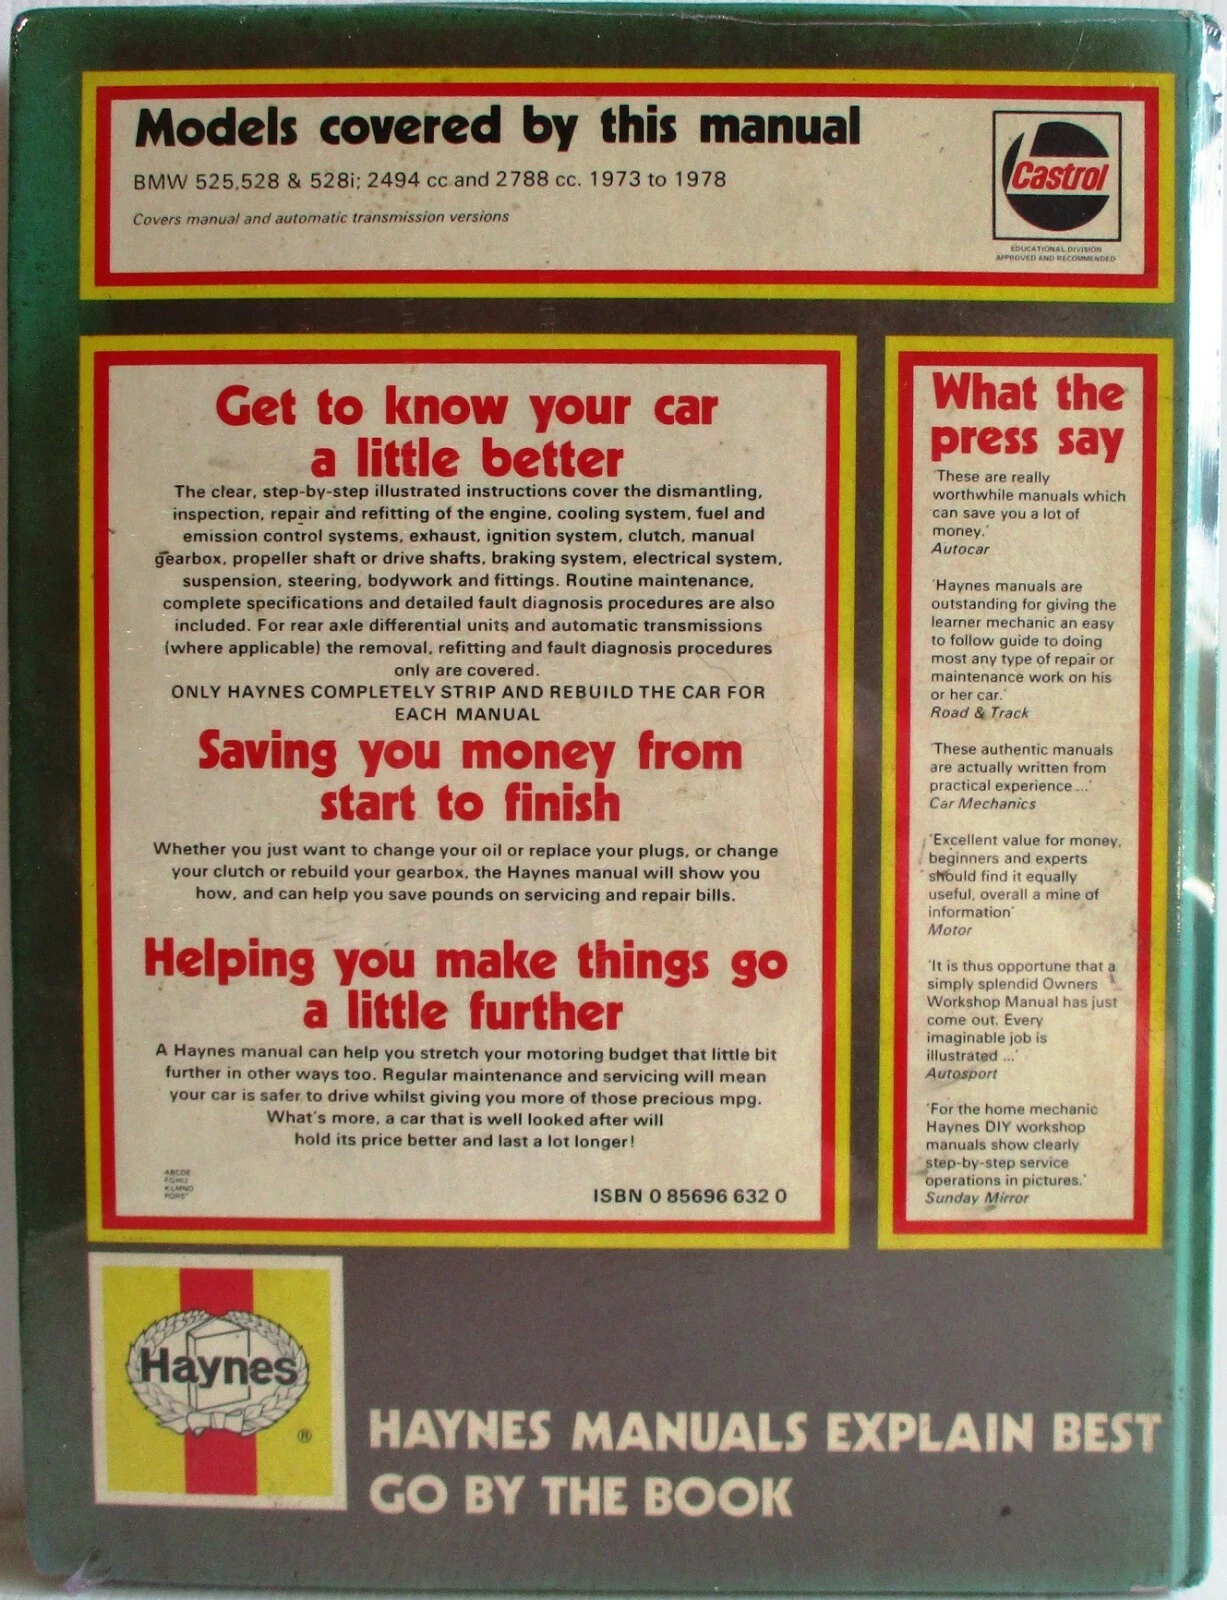 Models covered by this manual
BMW 525,528 & 528i; 2494 cc and 2788 cc. 1973 to 1978
Covers manual and automatic transmission versions
Castrol
EDUCATIONAL DIVISION
APPROVED AND RECOMMENDED
Get to know your car
a little better
The clear, step-by-step illustrated instructions cover the dismantling,
inspection, repair and refitting of the engine, cooling system, fuel and
emission control systems, exhaust, ignition system, clutch, manual
gearbox, propeller shaft or drive shafts, braking system, electrical system,
suspension, steering, bodywork and fittings. Routine maintenance,
complete specifications and detailed fault diagnosis procedures are also
included. For rear axle differential units and automatic transmissions
(where applicable) the removal, refitting and fault diagnosis procedures
only are covered.
ONLY HAYNES COMPLETELY STRIP AND REBUILD THE CAR FOR
EACH MANUAL
Saving you money from
start to finish
Whether you just want to change your oil or replace your plugs, or change
your clutch or rebuild your gearbox, the Haynes manual will show you
how, and can help you save pounds on servicing and repair bills.
Helping you make things go
a little further
A Haynes manual can help you stretch your motoring budget that little bit
further in other ways too. Regular maintenance and servicing will mean
your car is safer to drive whilst giving you more of those precious mpg.
What's more, a car that is well looked after will
hold its price better and last a lot longer!
ABCDE
FGHIJ
KLMNO
PQRS
ISBN 0 85696 632 0
What the
press say
'These are really
worthwhile manuals which
can save you a lot of
money.'
Autocar
'Haynes manuals are
outstanding for giving the
learner mechanic an easy
to follow guide to doing
most any type of repair or
maintenance work on his
or her car.'
Road & Track
'These authentic manuals
are actually written from
practical experience ...'
Car Mechanics
'Excellent value for money,
beginners and experts
should find it equally
useful, overall a mine of
information'
Motor
'It is thus opportune that a
simply splendid Owners
Workshop Manual has just
come out. Every
imaginable job is
illustrated ...'
Autosport
'For the home mechanic
Haynes DIY workshop
manuals show clearly
step-by-step service
operations in pictures.'
Sunday Mirror
Haynes
®
HAYNES MANUALS EXPLAIN BEST
GO BY THE BOOK